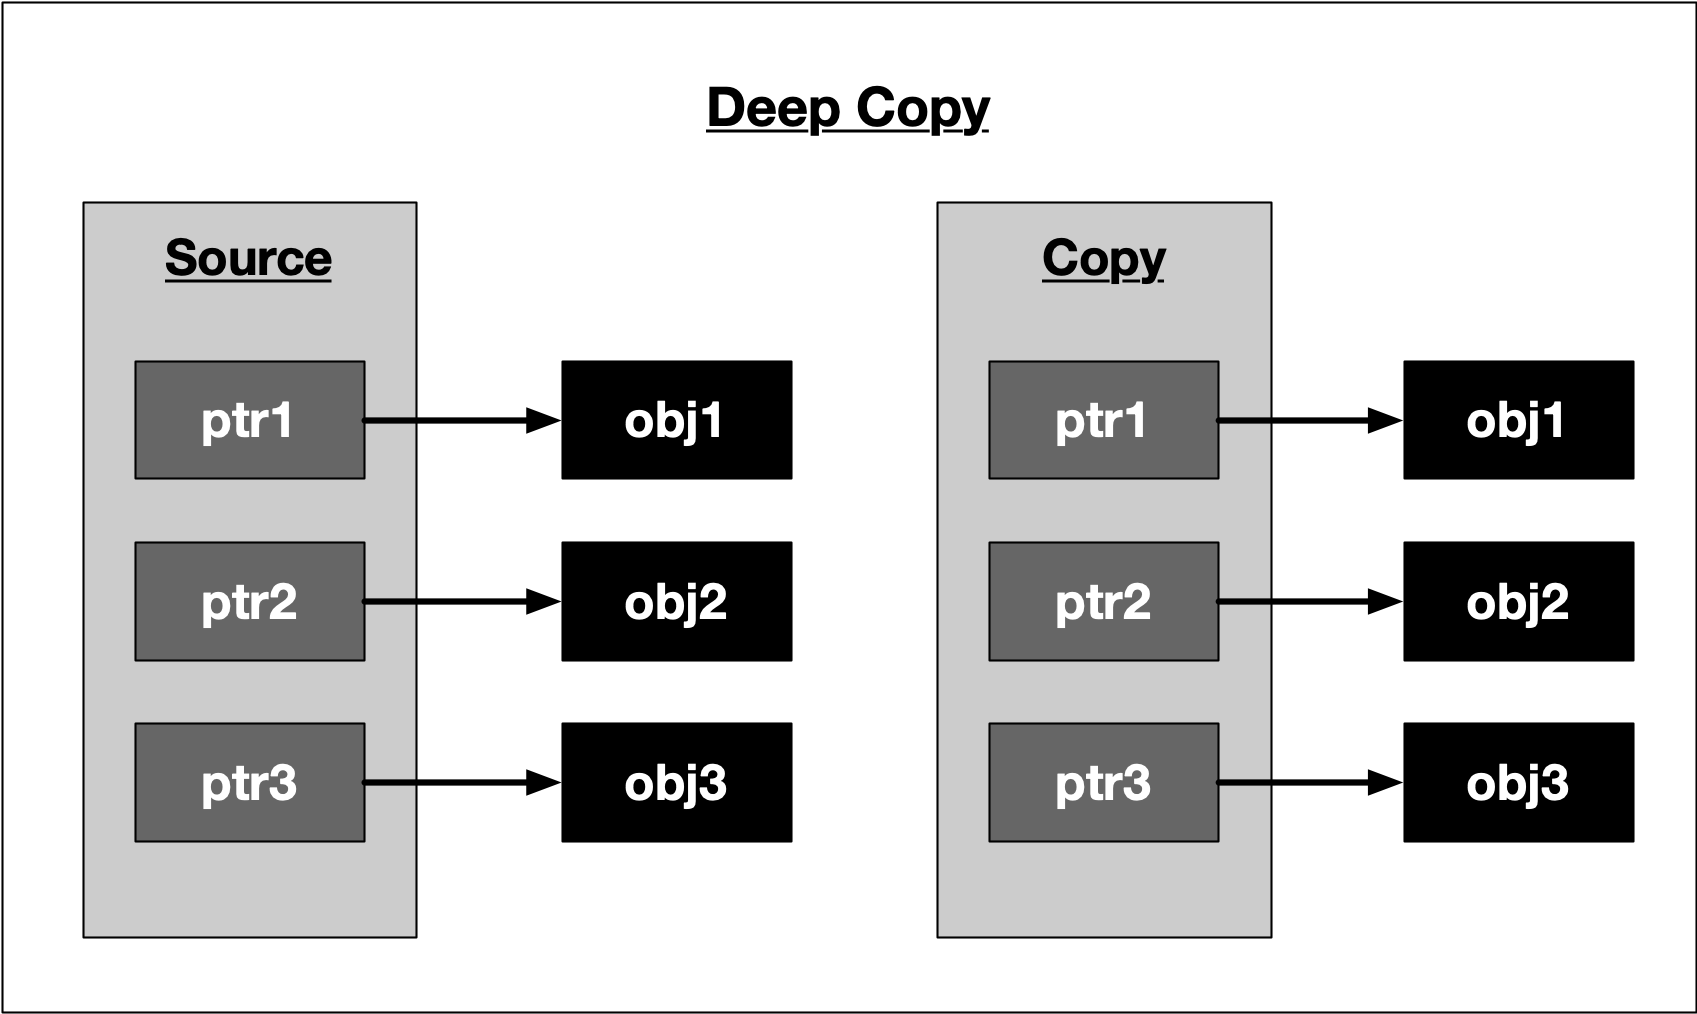 Deep Copy
Source
ptr1
obj1
ptr2
obj2
ptr3
obj3
Copy
ptr1
obj1
ptr2
obj2
ptr3
obj3